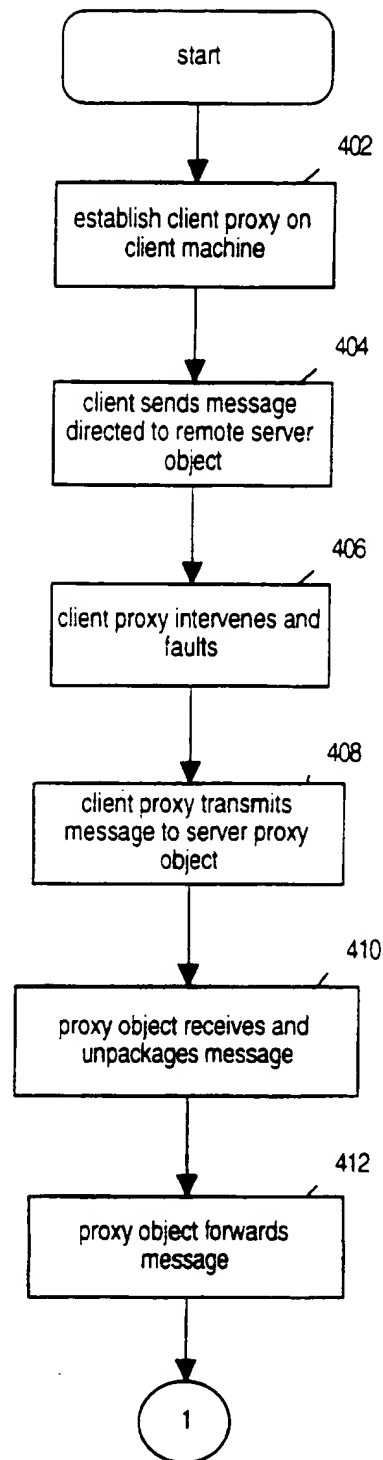 start
402
establish client proxy on
client machine
404
client sends message
directed to remote server
object
406
client proxy intervenes and
faults
408
client proxy transmits
message to server proxy
object
410
proxy object receives and
unpackages message
412
proxy object forwards
message
1